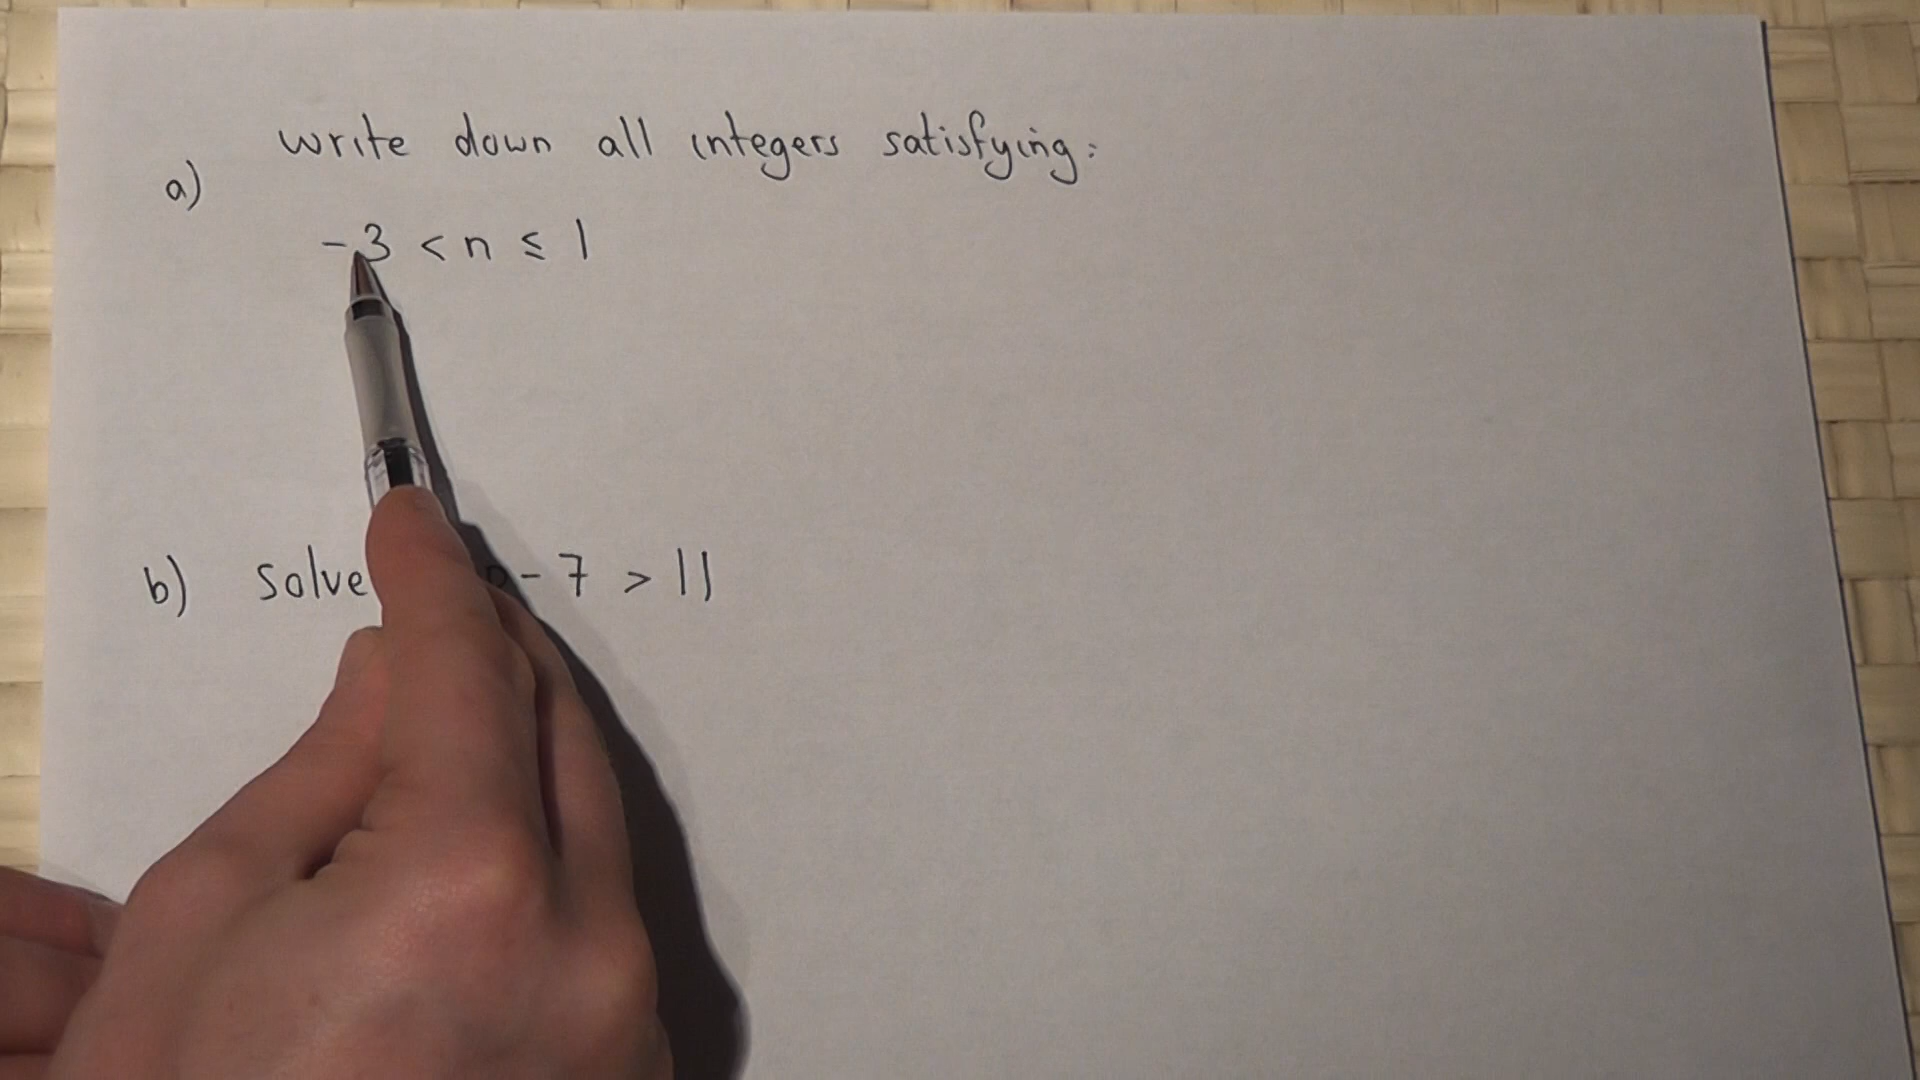 write down all integers satisfying:
a)
-3 < n ≤ 1
b) solve - 7 > 11